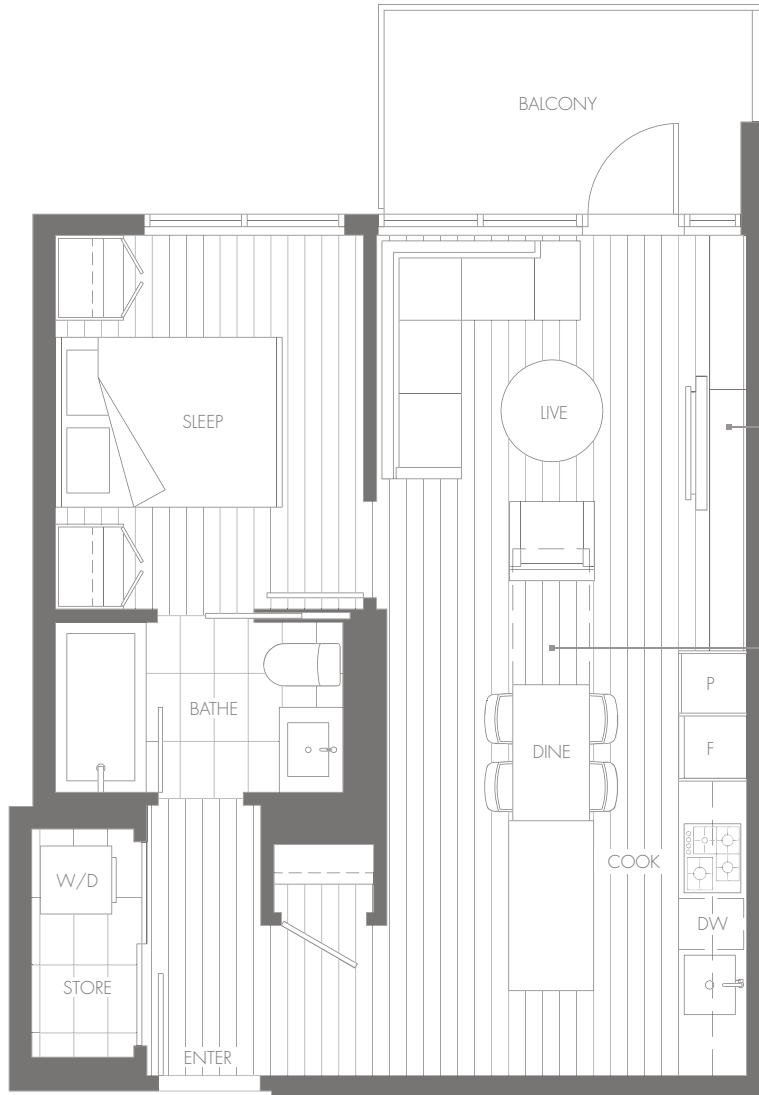 BALCONY
LIVE
SLEEP
P
BATHE
F
DINE
COOK
W/D
DW
STORE
ENTER